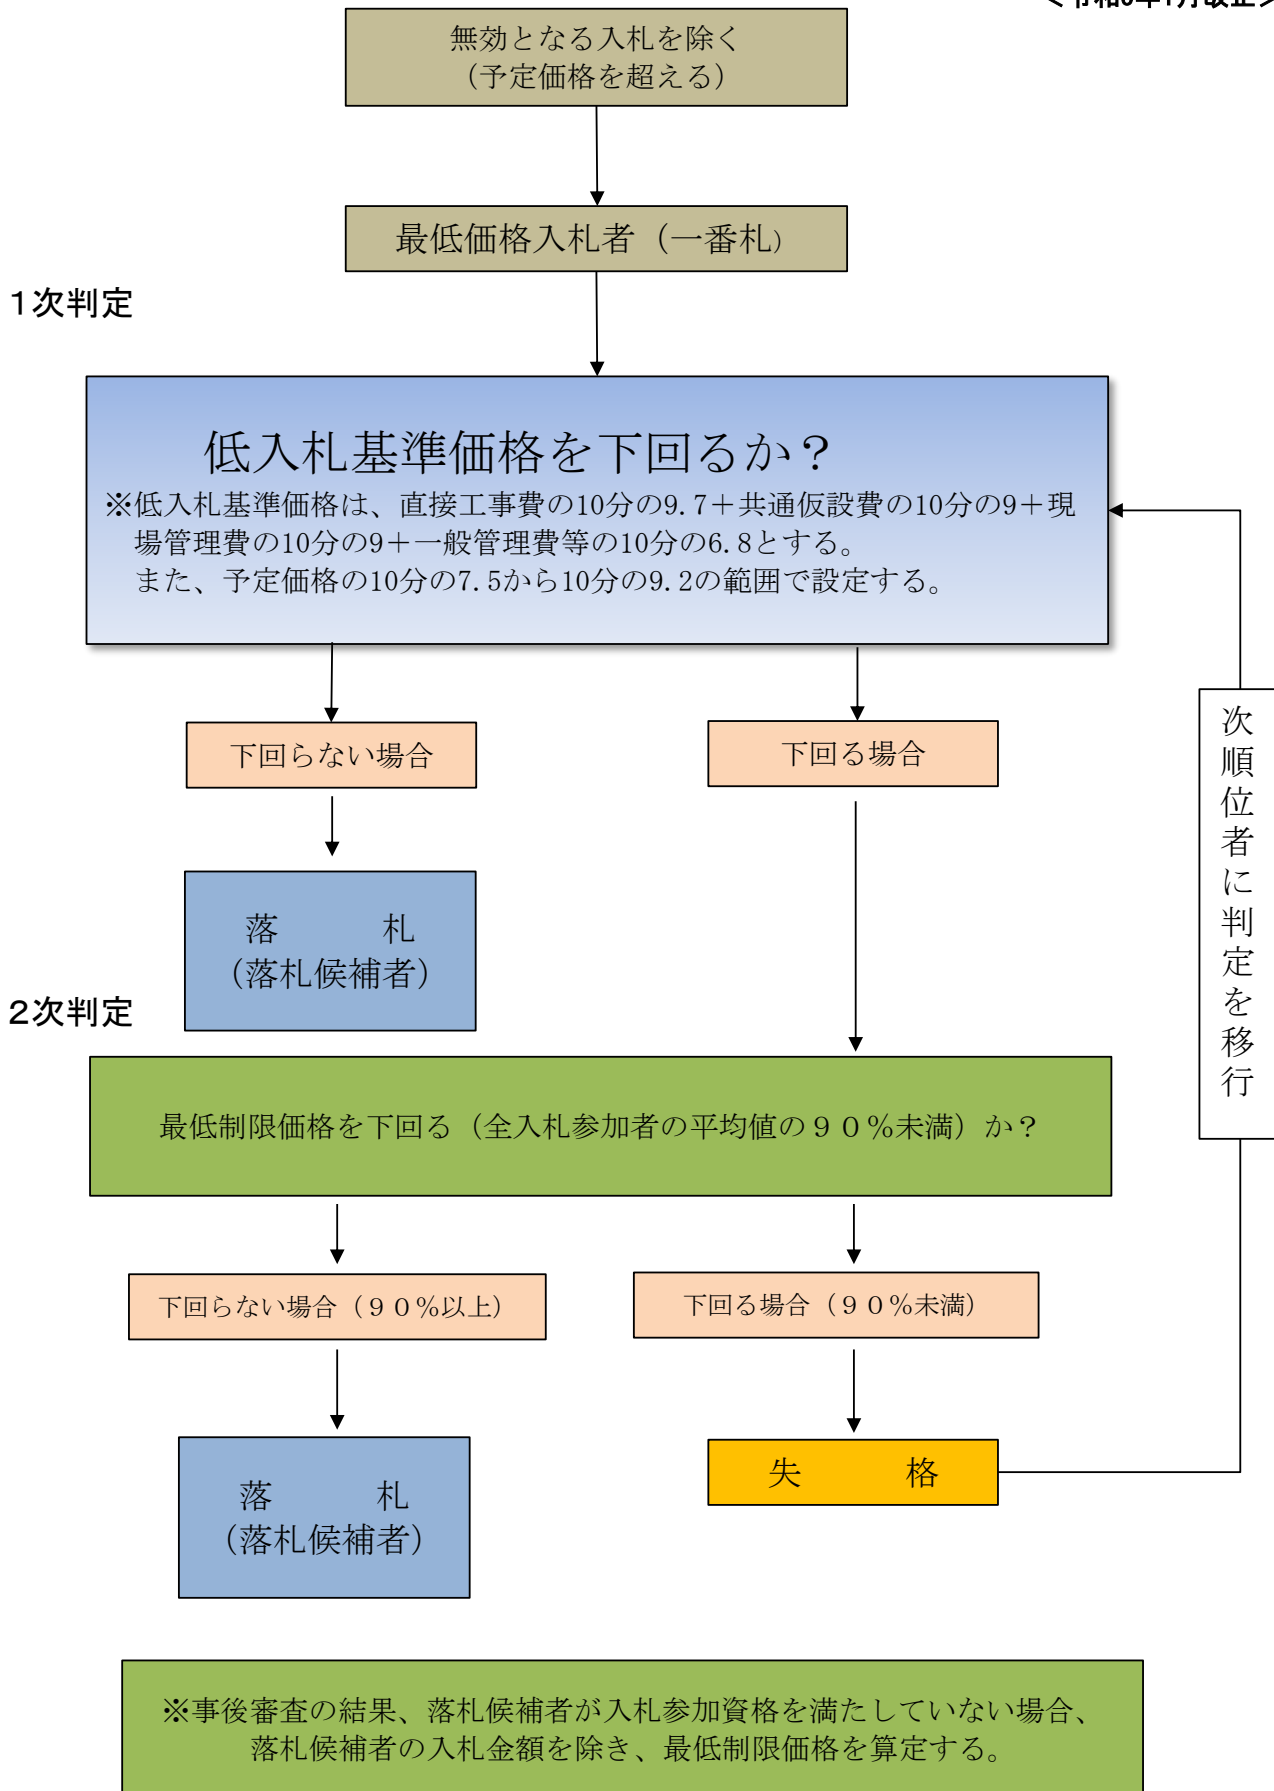 無効となる入札を除く
（予定価格を超える）
最低価格入札者（一番札）
１次判定
低入札基準価格を下回るか？
※低入札基準価格は、直接工事費の10分の9.7＋共通仮設費の10分の9＋現
場管理費の10分の9＋一般管理費等の10分の6.8とする。
また、予定価格の10分の7.5から10分の9.2の範囲で設定する。
下回らない場合
下回る場合
次順位者に判定を移行
落　　　札
（落札候補者）
２次判定
最低制限価格を下回る（全入札参加者の平均値の９０％未満）か？
下回らない場合（９０％以上）
下回る場合（９０％未満）
失　　　格
落　　　札
（落札候補者）
※事後審査の結果、落札候補者が入札参加資格を満たしていない場合、
落札候補者の入札金額を除き、最低制限価格を算定する。